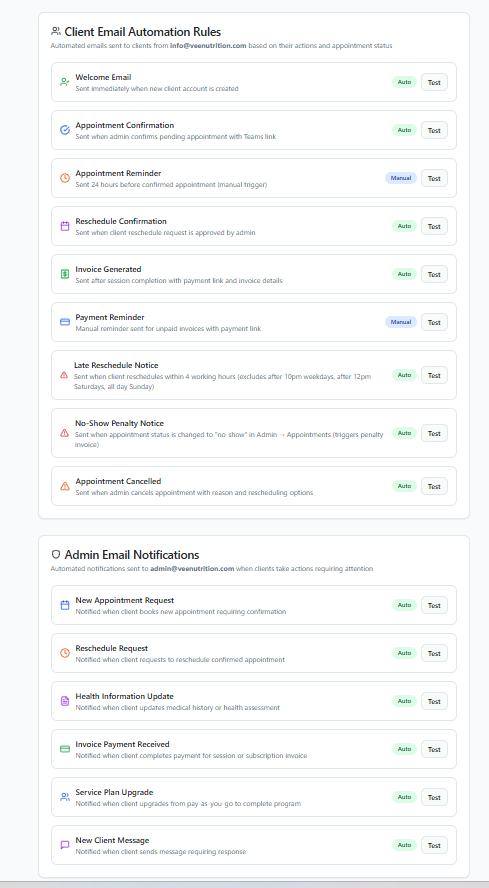 Client Email Automation Rules
Automated emails sent to clients from info@veenutrition.com based on their actions and appointment status
Welcome Email
Sent immediately when new client account is created
Auto
Test
Appointment Confirmation
Sent when admin confirms pending appointment with Teams link
Auto
Test
Appointment Reminder
Sent 24 hours before confirmed appointment (manual trigger)
Manual
Test
Reschedule Confirmation
Sent when client reschedule request is approved by admin
Auto
Test
Invoice Generated
Sent after session completion with payment link and invoice details
Auto
Test
Payment Reminder
Manual reminder sent for unpaid invoices with payment link
Manual
Test
Late Reschedule Notice
Sent when client reschedules within 4 working hours (excludes after 10pm weekdays, after 12pm
Saturdays, all day Sunday)
Auto
Test
No-Show Penalty Notice
Sent when appointment status is changed to "no-show" in Admin → Appointments (triggers penalty
invoice)
Auto
Test
Appointment Cancelled
Sent when admin cancels appointment with reason and rescheduling options
Auto
Test
Admin Email Notifications
Automated notifications sent to admin@veenutrition.com when clients take actions requiring attention
New Appointment Request
Notified when client books new appointment requiring confirmation
Auto
Test
Reschedule Request
Notified when client requests to reschedule confirmed appointment
Auto
Test
Health Information Update
Notified when client updates medical history or health assessment
Auto
Test
Invoice Payment Received
Notified when client completes payment for session or subscription invoice
Auto
Test
Service Plan Upgrade
Notified when client upgrades from pay-as-you-go to complete program
Auto
Test
New Client Message
Notified when client sends message requiring response
Auto
Test